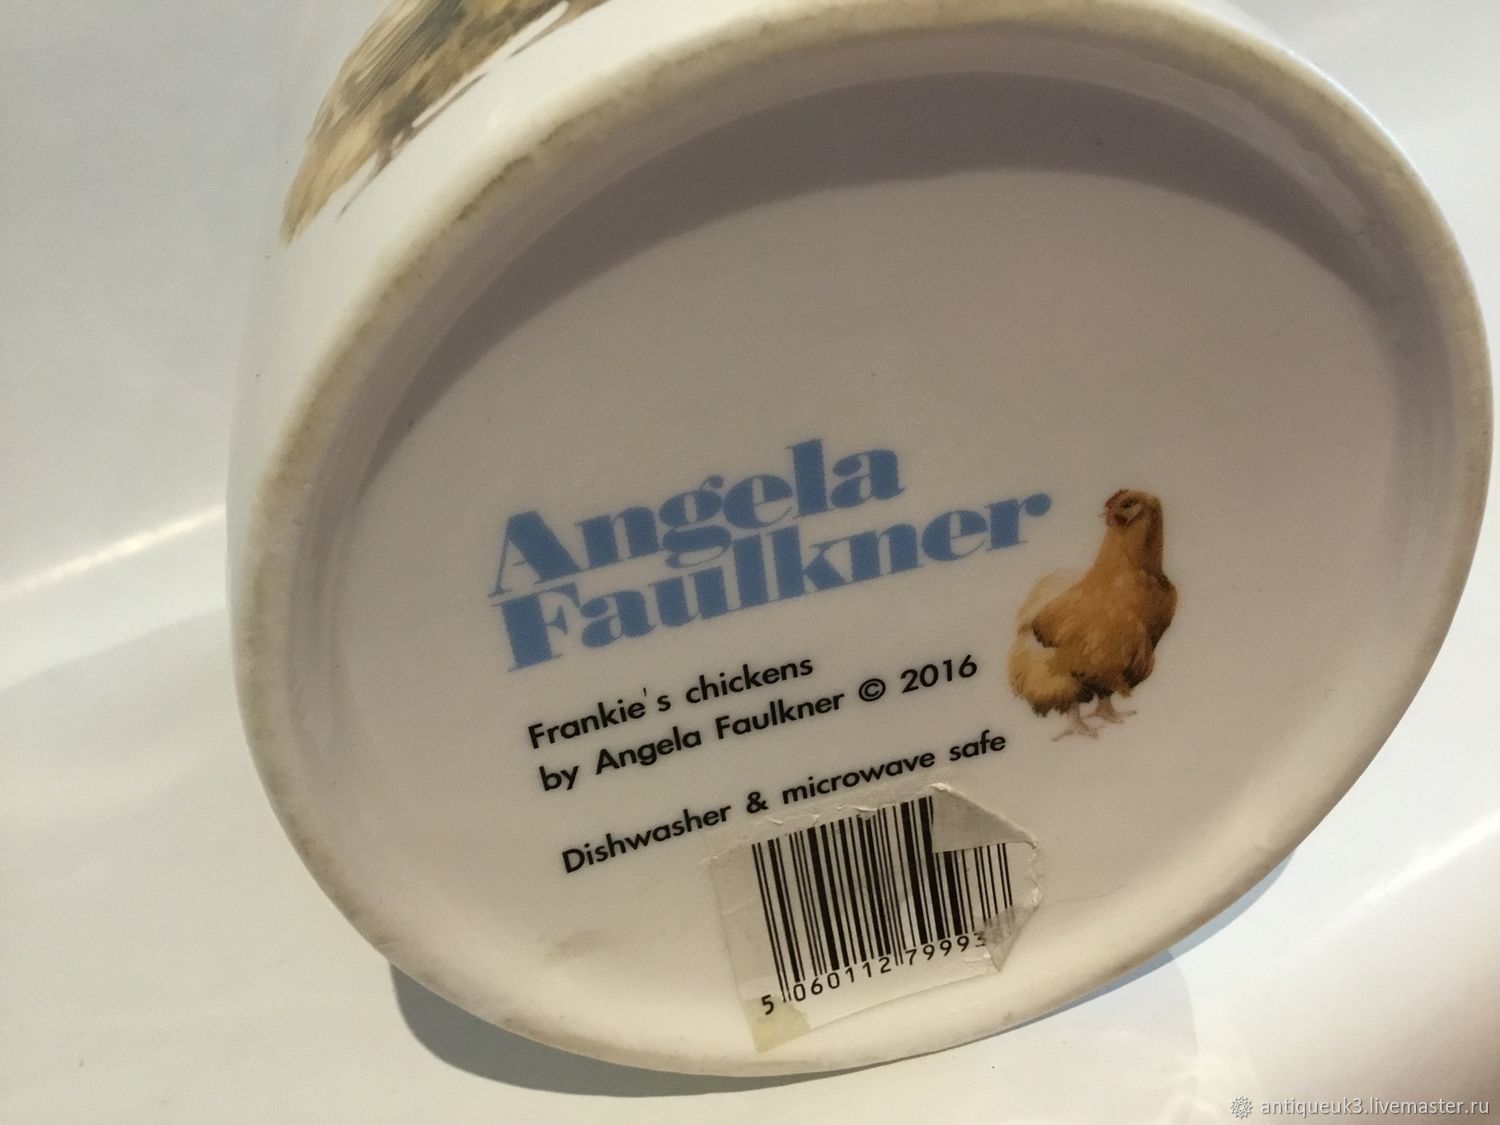 Angela
Faulkner
Frankie's chickens
by Angela Faulkner © 2016
Dishwasher & microwave safe
5 060112 79993
antiqueuk3.livemaster.ru